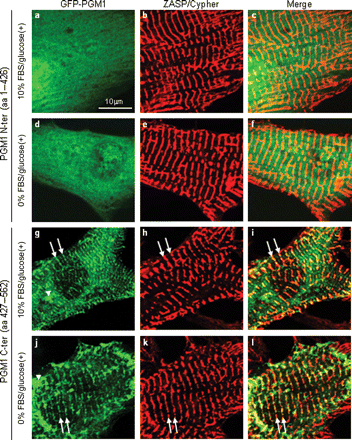 GFP-PGM1 ZASP/Cypher Merge
PGM1 N-ter (aa 1–426)
10% FBS/glucose(+)
a b c
10µm
0% FBS/glucose(+)
d e f
PGM1 C-ter (aa 427–562)
10% FBS/glucose(+)
g h i
0% FBS/glucose(+)
j k l